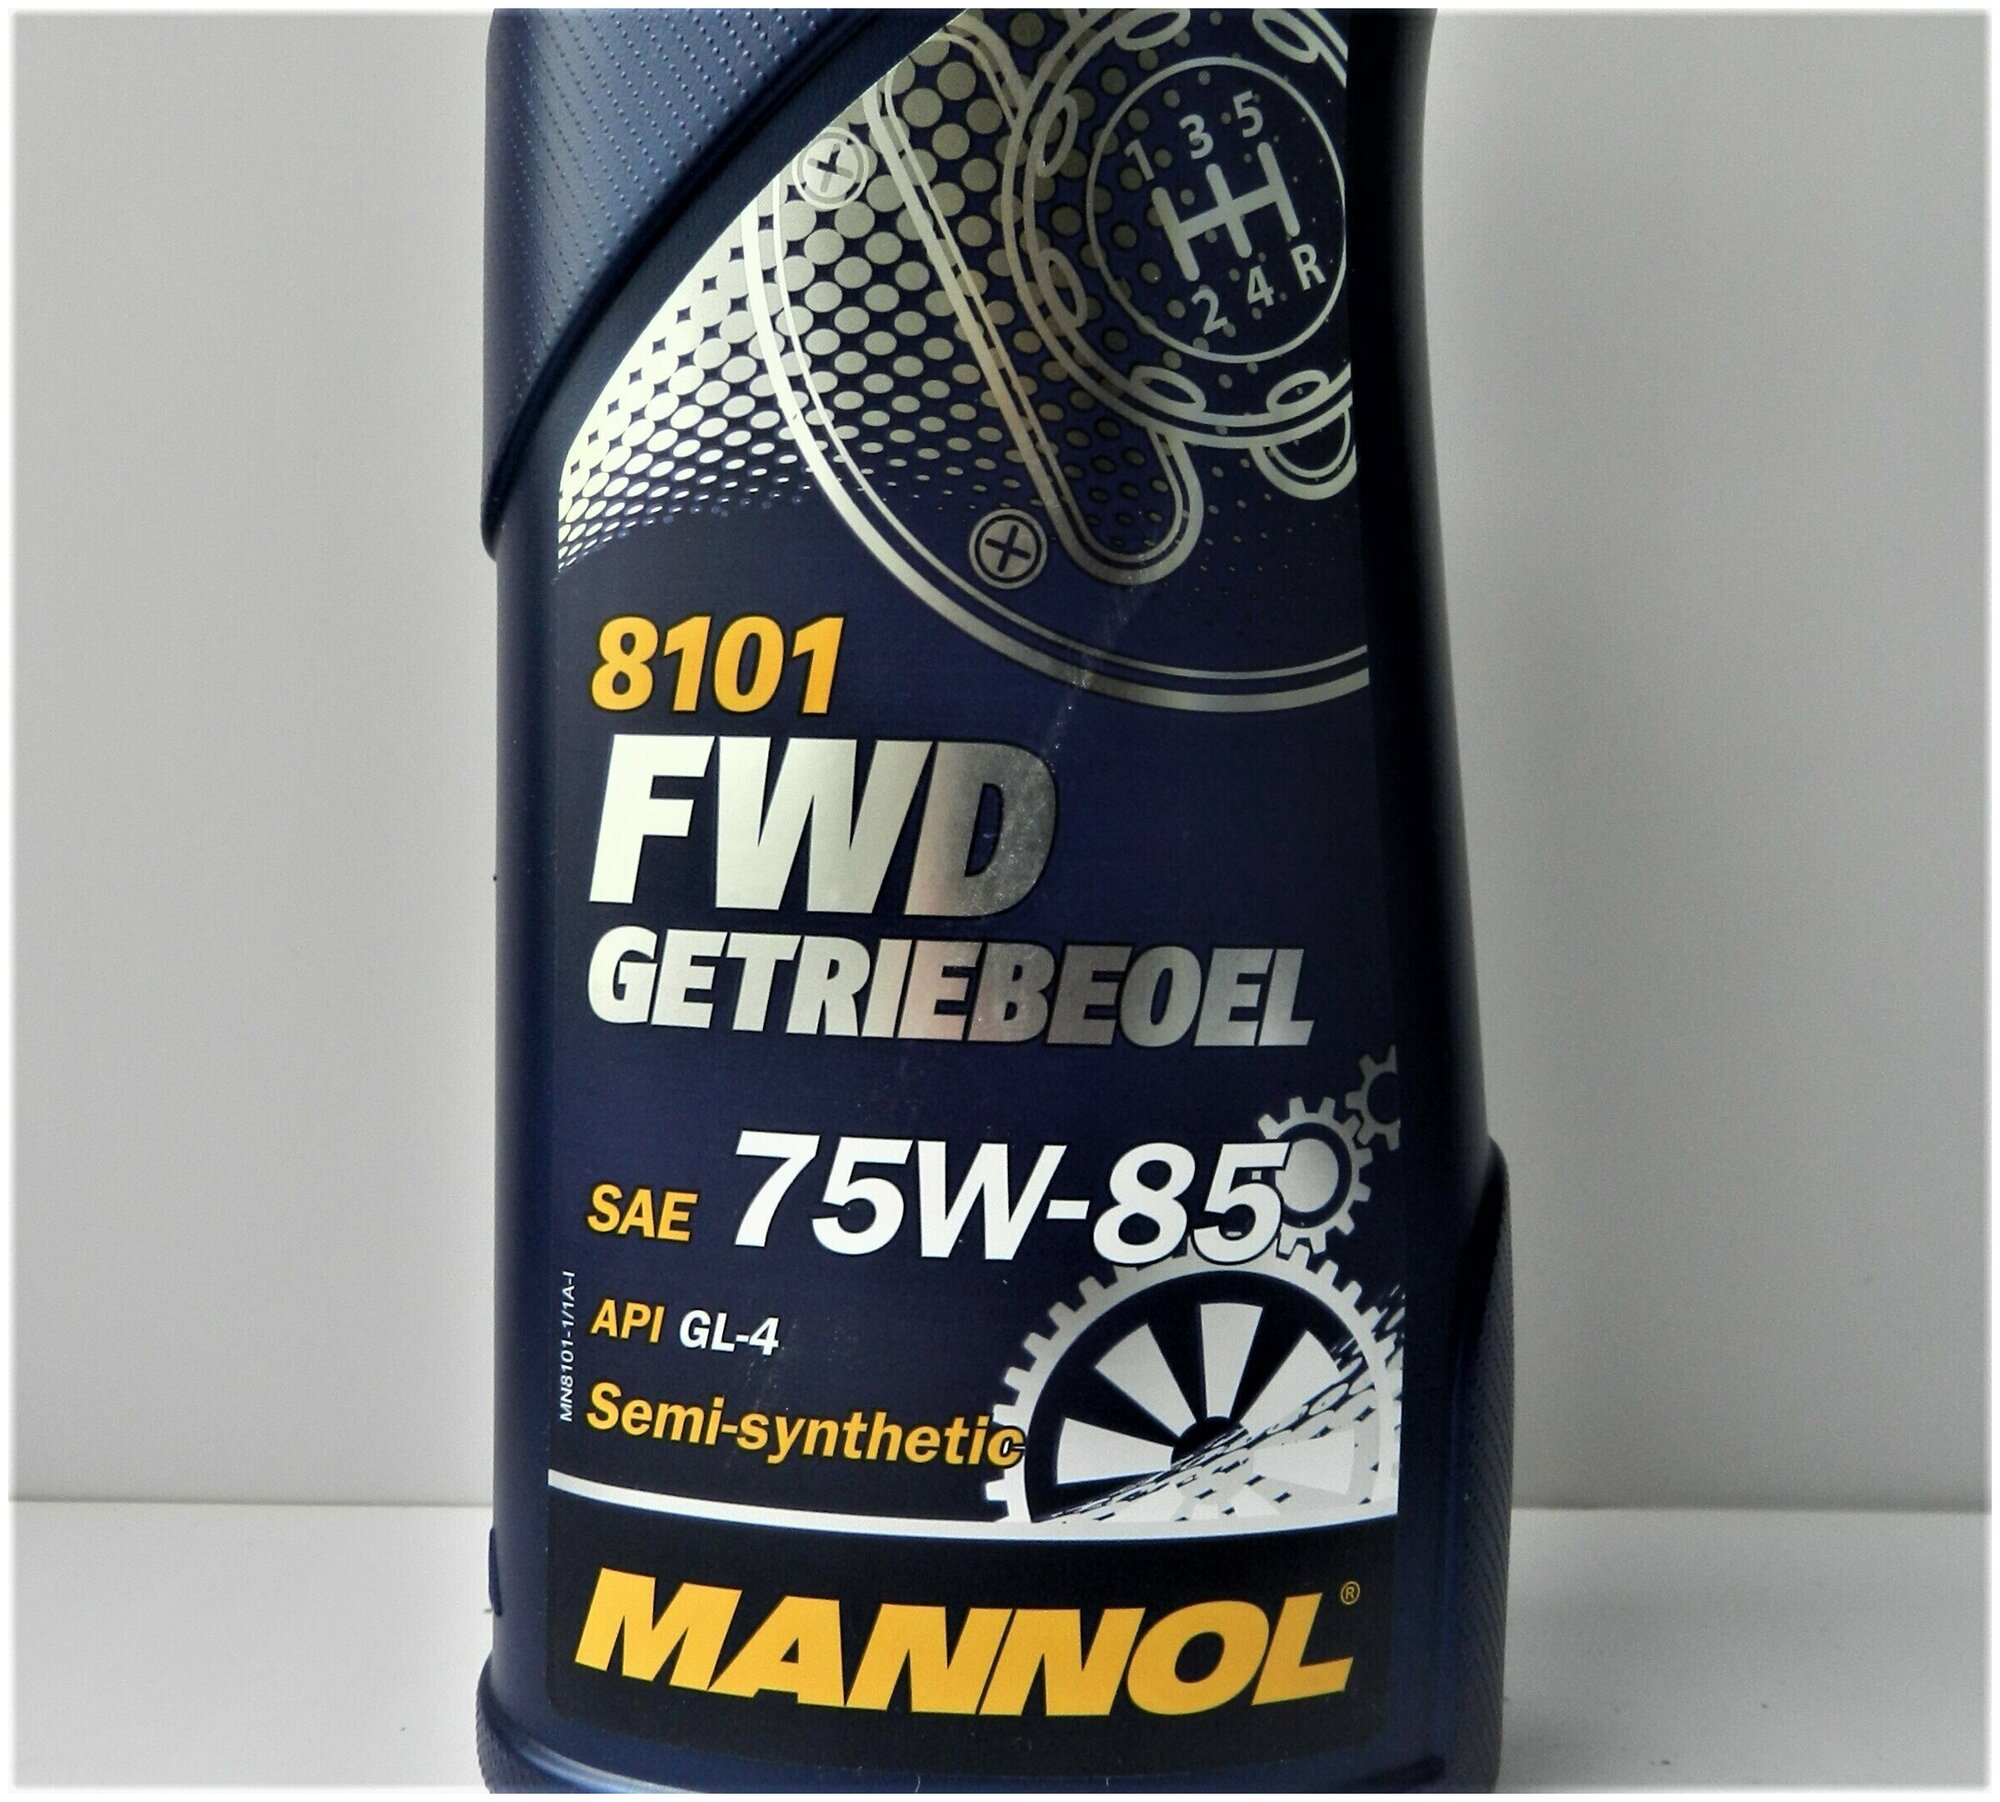 1 3 5
2 4 R
8101
FWD
GETRIEBEOEL
SAE 75W-85
API GL-4
Semi-synthetic
MN8101-1/1A-I
MANNOL®